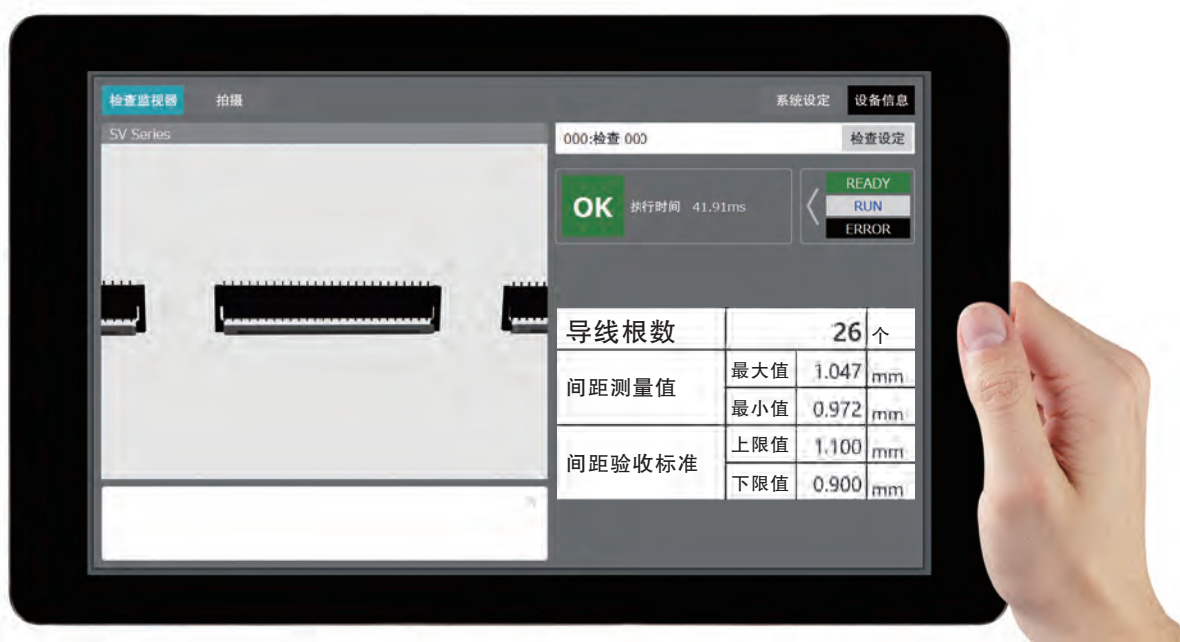 检查监视器 拍摄 系统设定 设备信息
SV Series
000:检查 000 检查设定
OK 执行时间 41.91ms
READY
RUN
ERROR
导线根数 26 个
间距测量值 最大值 1.047 mm
最小值 0.972 mm
间距验收标准 上限值 1.100 mm
下限值 0.900 mm